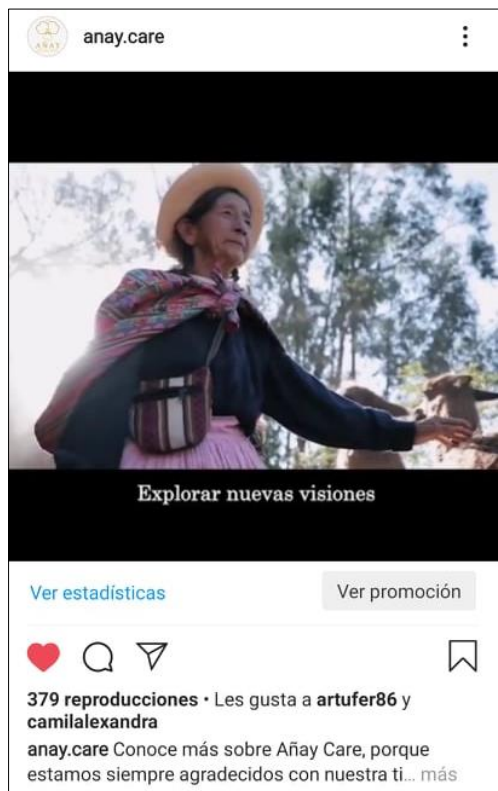 AÑAY
anay.care
Explorar nuevas visiones
Ver estadísticas
Ver promoción
379 reproducciones • Les gusta a artufer86 y
camilalexandra
anay.care Conoce más sobre Añay Care, porque
estamos siempre agradecidos con nuestra ti... más